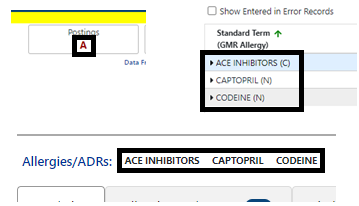 Postings
A
Data F
Show Entered in Error Records
Standard Term ↑
(GMR Allergy)
ACE INHIBITORS (C)
CAPTOPRIL (N)
CODEINE (N)
Allergies/ADRs: ACE INHIBITORS CAPTOPRIL CODEINE